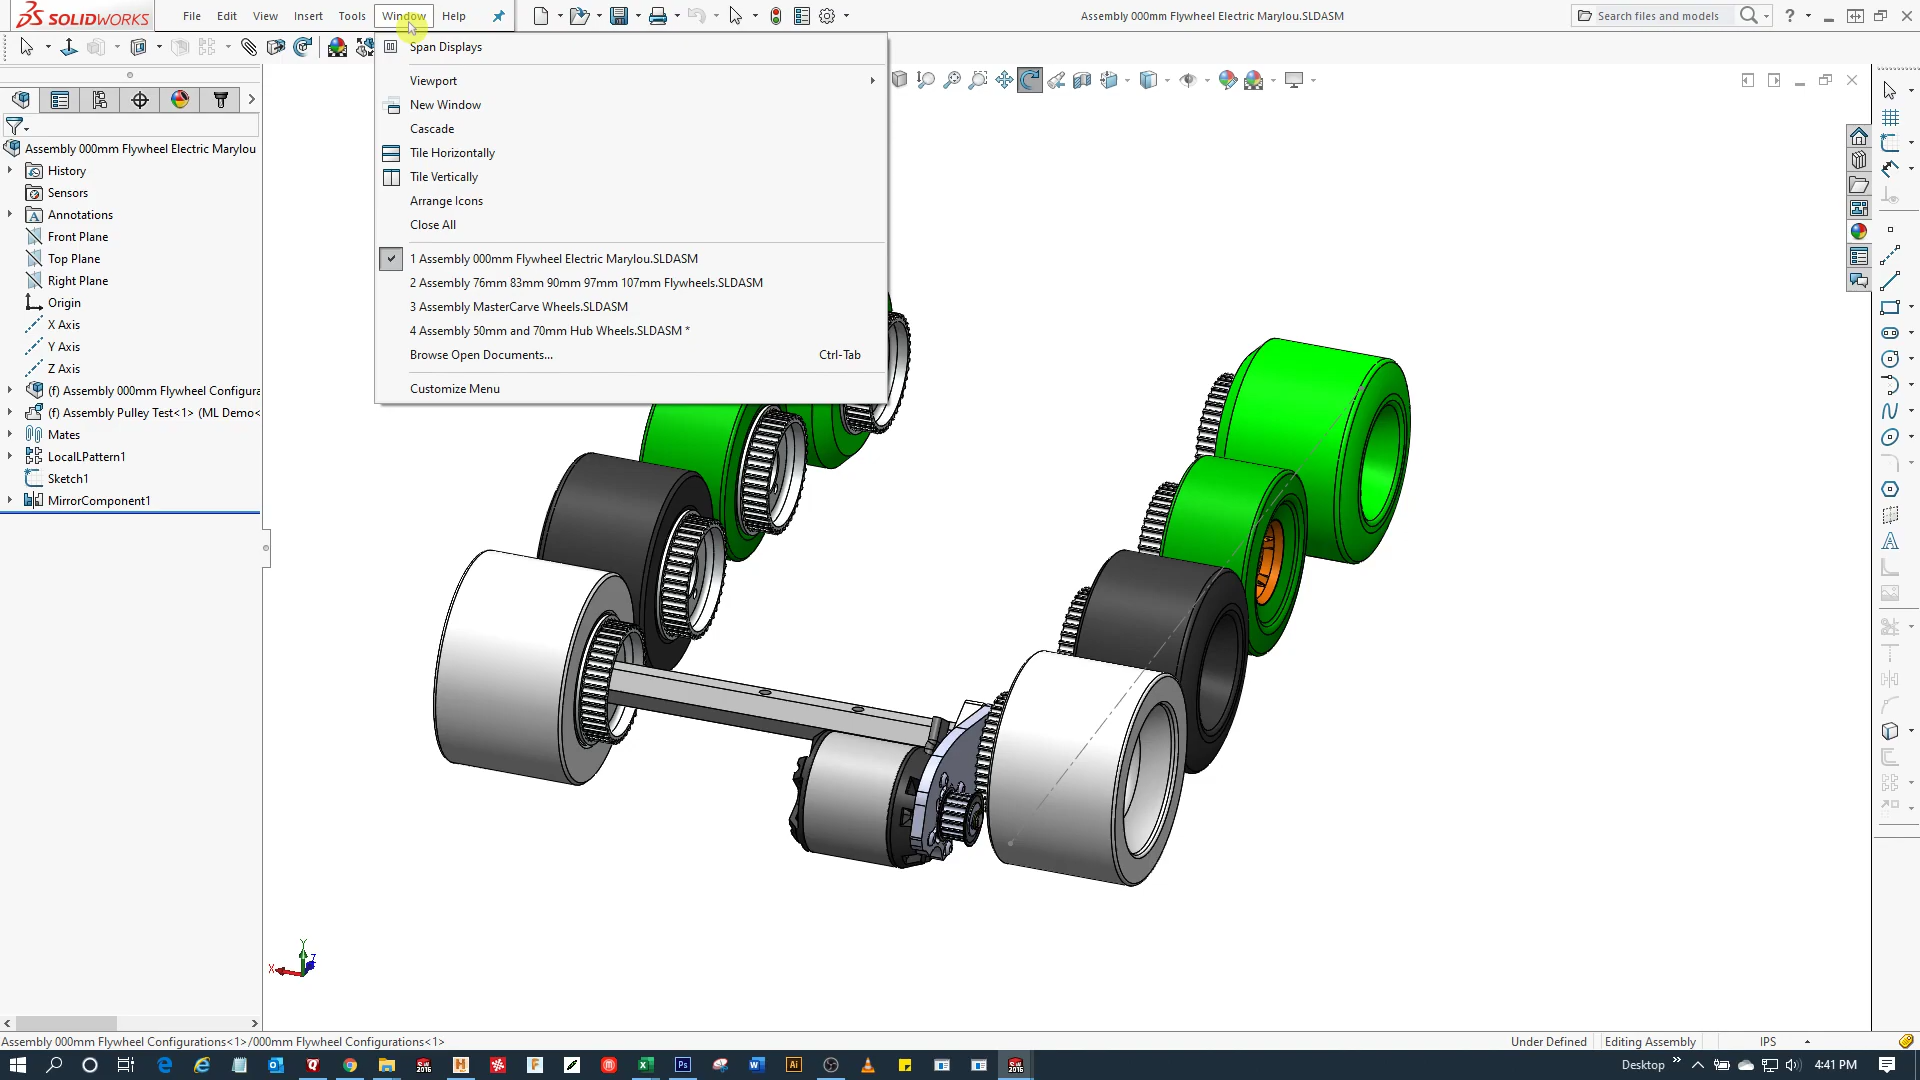 SOLIDWORKS
File Edit View Insert Tools Window Help
Assembly 000mm Flywheel Electric Marylou.SLDASM
Search files and models
Span Displays
Viewport
New Window
Cascade
Tile Horizontally
Tile Vertically
Arrange Icons
Close All
1 Assembly 000mm Flywheel Electric Marylou.SLDASM
2 Assembly 76mm 83mm 90mm 97mm 107mm Flywheels.SLDASM
3 Assembly MasterCarve Wheels.SLDASM
4 Assembly 50mm and 70mm Hub Wheels.SLDASM *
Browse Open Documents... Ctrl-Tab
Customize Menu
Assembly 000mm Flywheel Electric Marylou
History
Sensors
Annotations
Front Plane
Top Plane
Right Plane
Origin
X Axis
Y Axis
Z Axis
(f) Assembly 000mm Flywheel Configura
(f) Assembly Pulley Test<1> (ML Demo<
Mates
LocalLPattern1
Sketch1
MirrorComponent1
Y
X
Z
Assembly 000mm Flywheel Configurations<1>/000mm Flywheel Configurations<1>
Under Defined Editing Assembly IPS
Desktop 4:41 PM